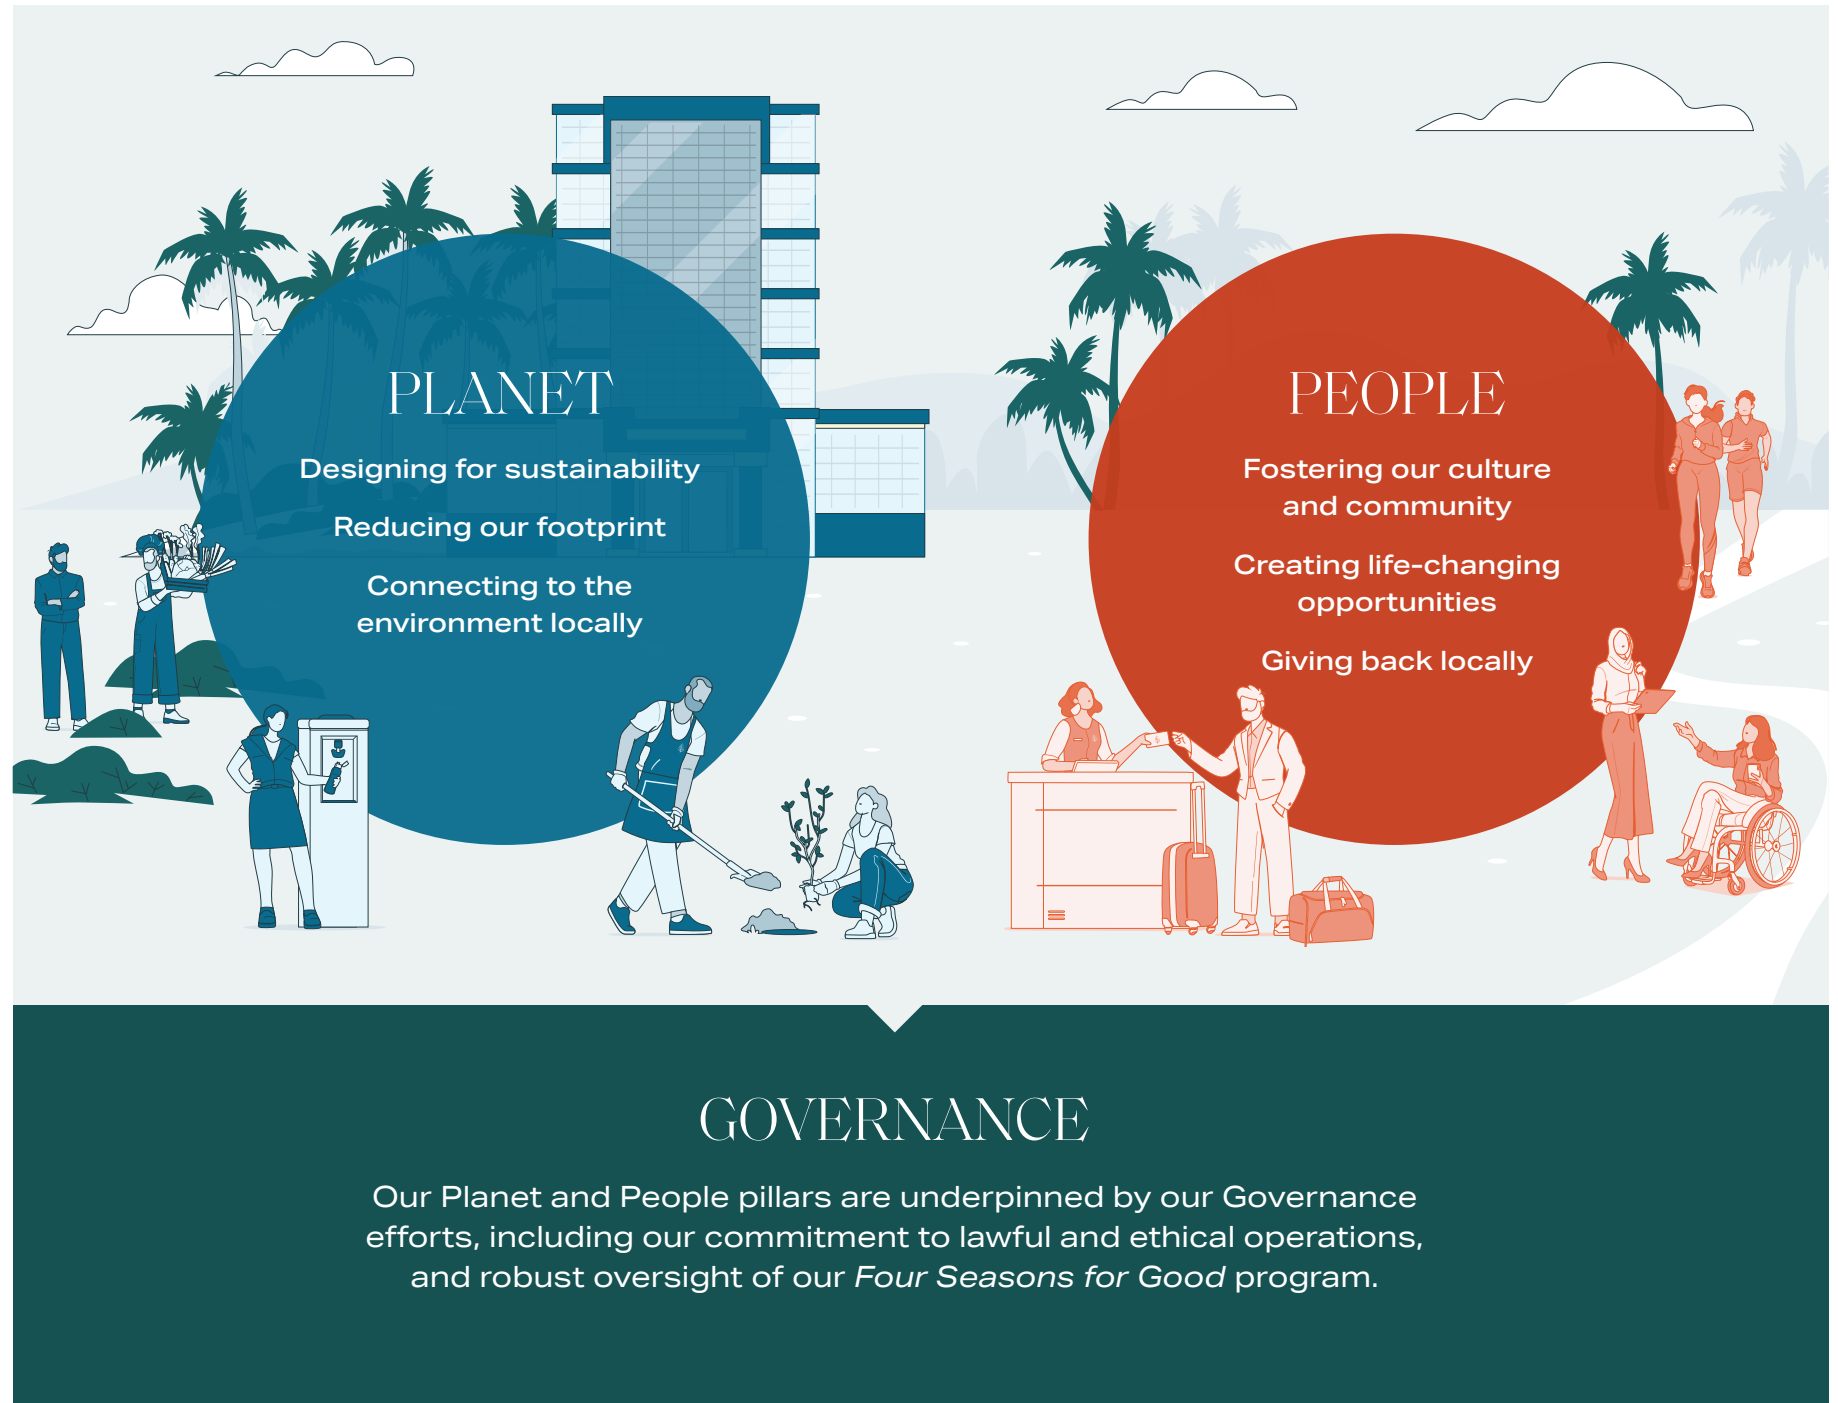 PLANET
Designing for sustainability
Reducing our footprint
Connecting to the
environment locally
PEOPLE
Fostering our culture
and community
Creating life-changing
opportunities
Giving back locally
GOVERNANCE
Our Planet and People pillars are underpinned by our Governance
efforts, including our commitment to lawful and ethical operations,
and robust oversight of our Four Seasons for Good program.